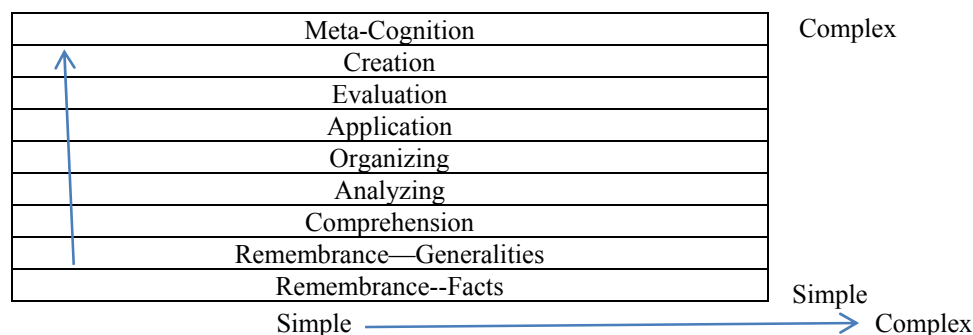 Meta-Cognition Complex
Creation
Evaluation
Application
Organizing
Analyzing
Comprehension
Remembrance—Generalities
Remembrance--Facts
Simple
Simple Complex